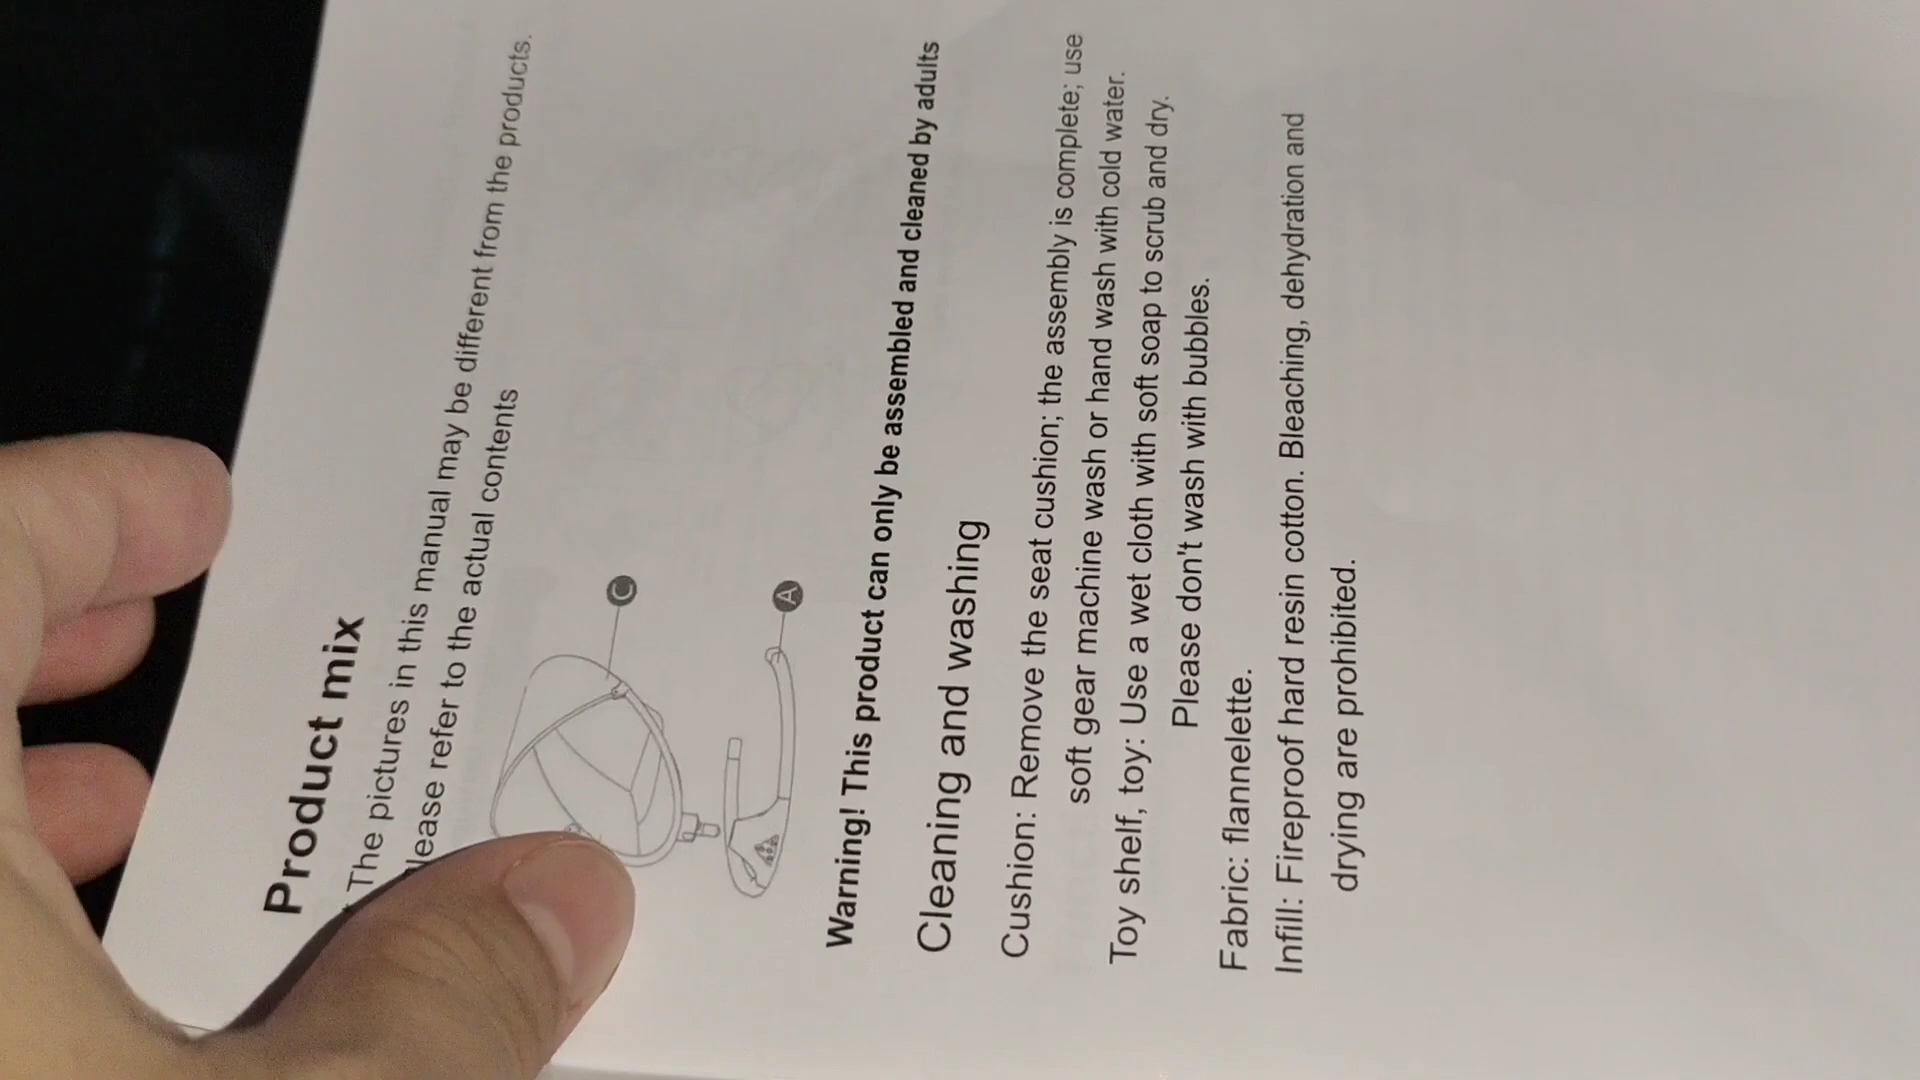 Product mix
The pictures in this manual may be different from the products.
lease refer to the actual contents
C
A
Warning! This product can only be assembled and cleaned by adults
Cleaning and washing
Cushion: Remove the seat cushion; the assembly is complete; use
soft gear machine wash or hand wash with cold water.
Toy shelf, toy: Use a wet cloth with soft soap to scrub and dry.
Please don't wash with bubbles.
Fabric: flannelette.
Infill: Fireproof hard resin cotton. Bleaching, dehydration and
drying are prohibited.